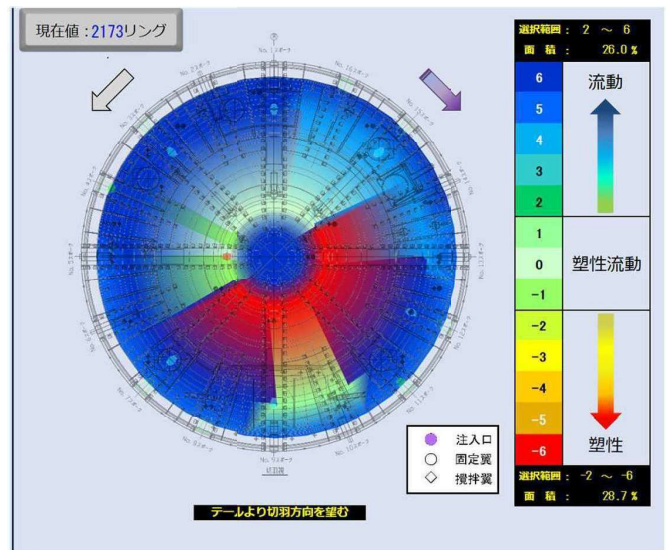 現在値：2173リング
選択範囲： 2 ～ 6
面 積 ： 26.0 %
6
5
4
3
2
1
0
-1
-2
-3
-4
-5
-6
流動
塑性流動
塑性
選択範囲： -2 ～ -6
面 積 ： 28.7 %
注入口
固定翼
攪拌翼
テールより切羽方向を望む